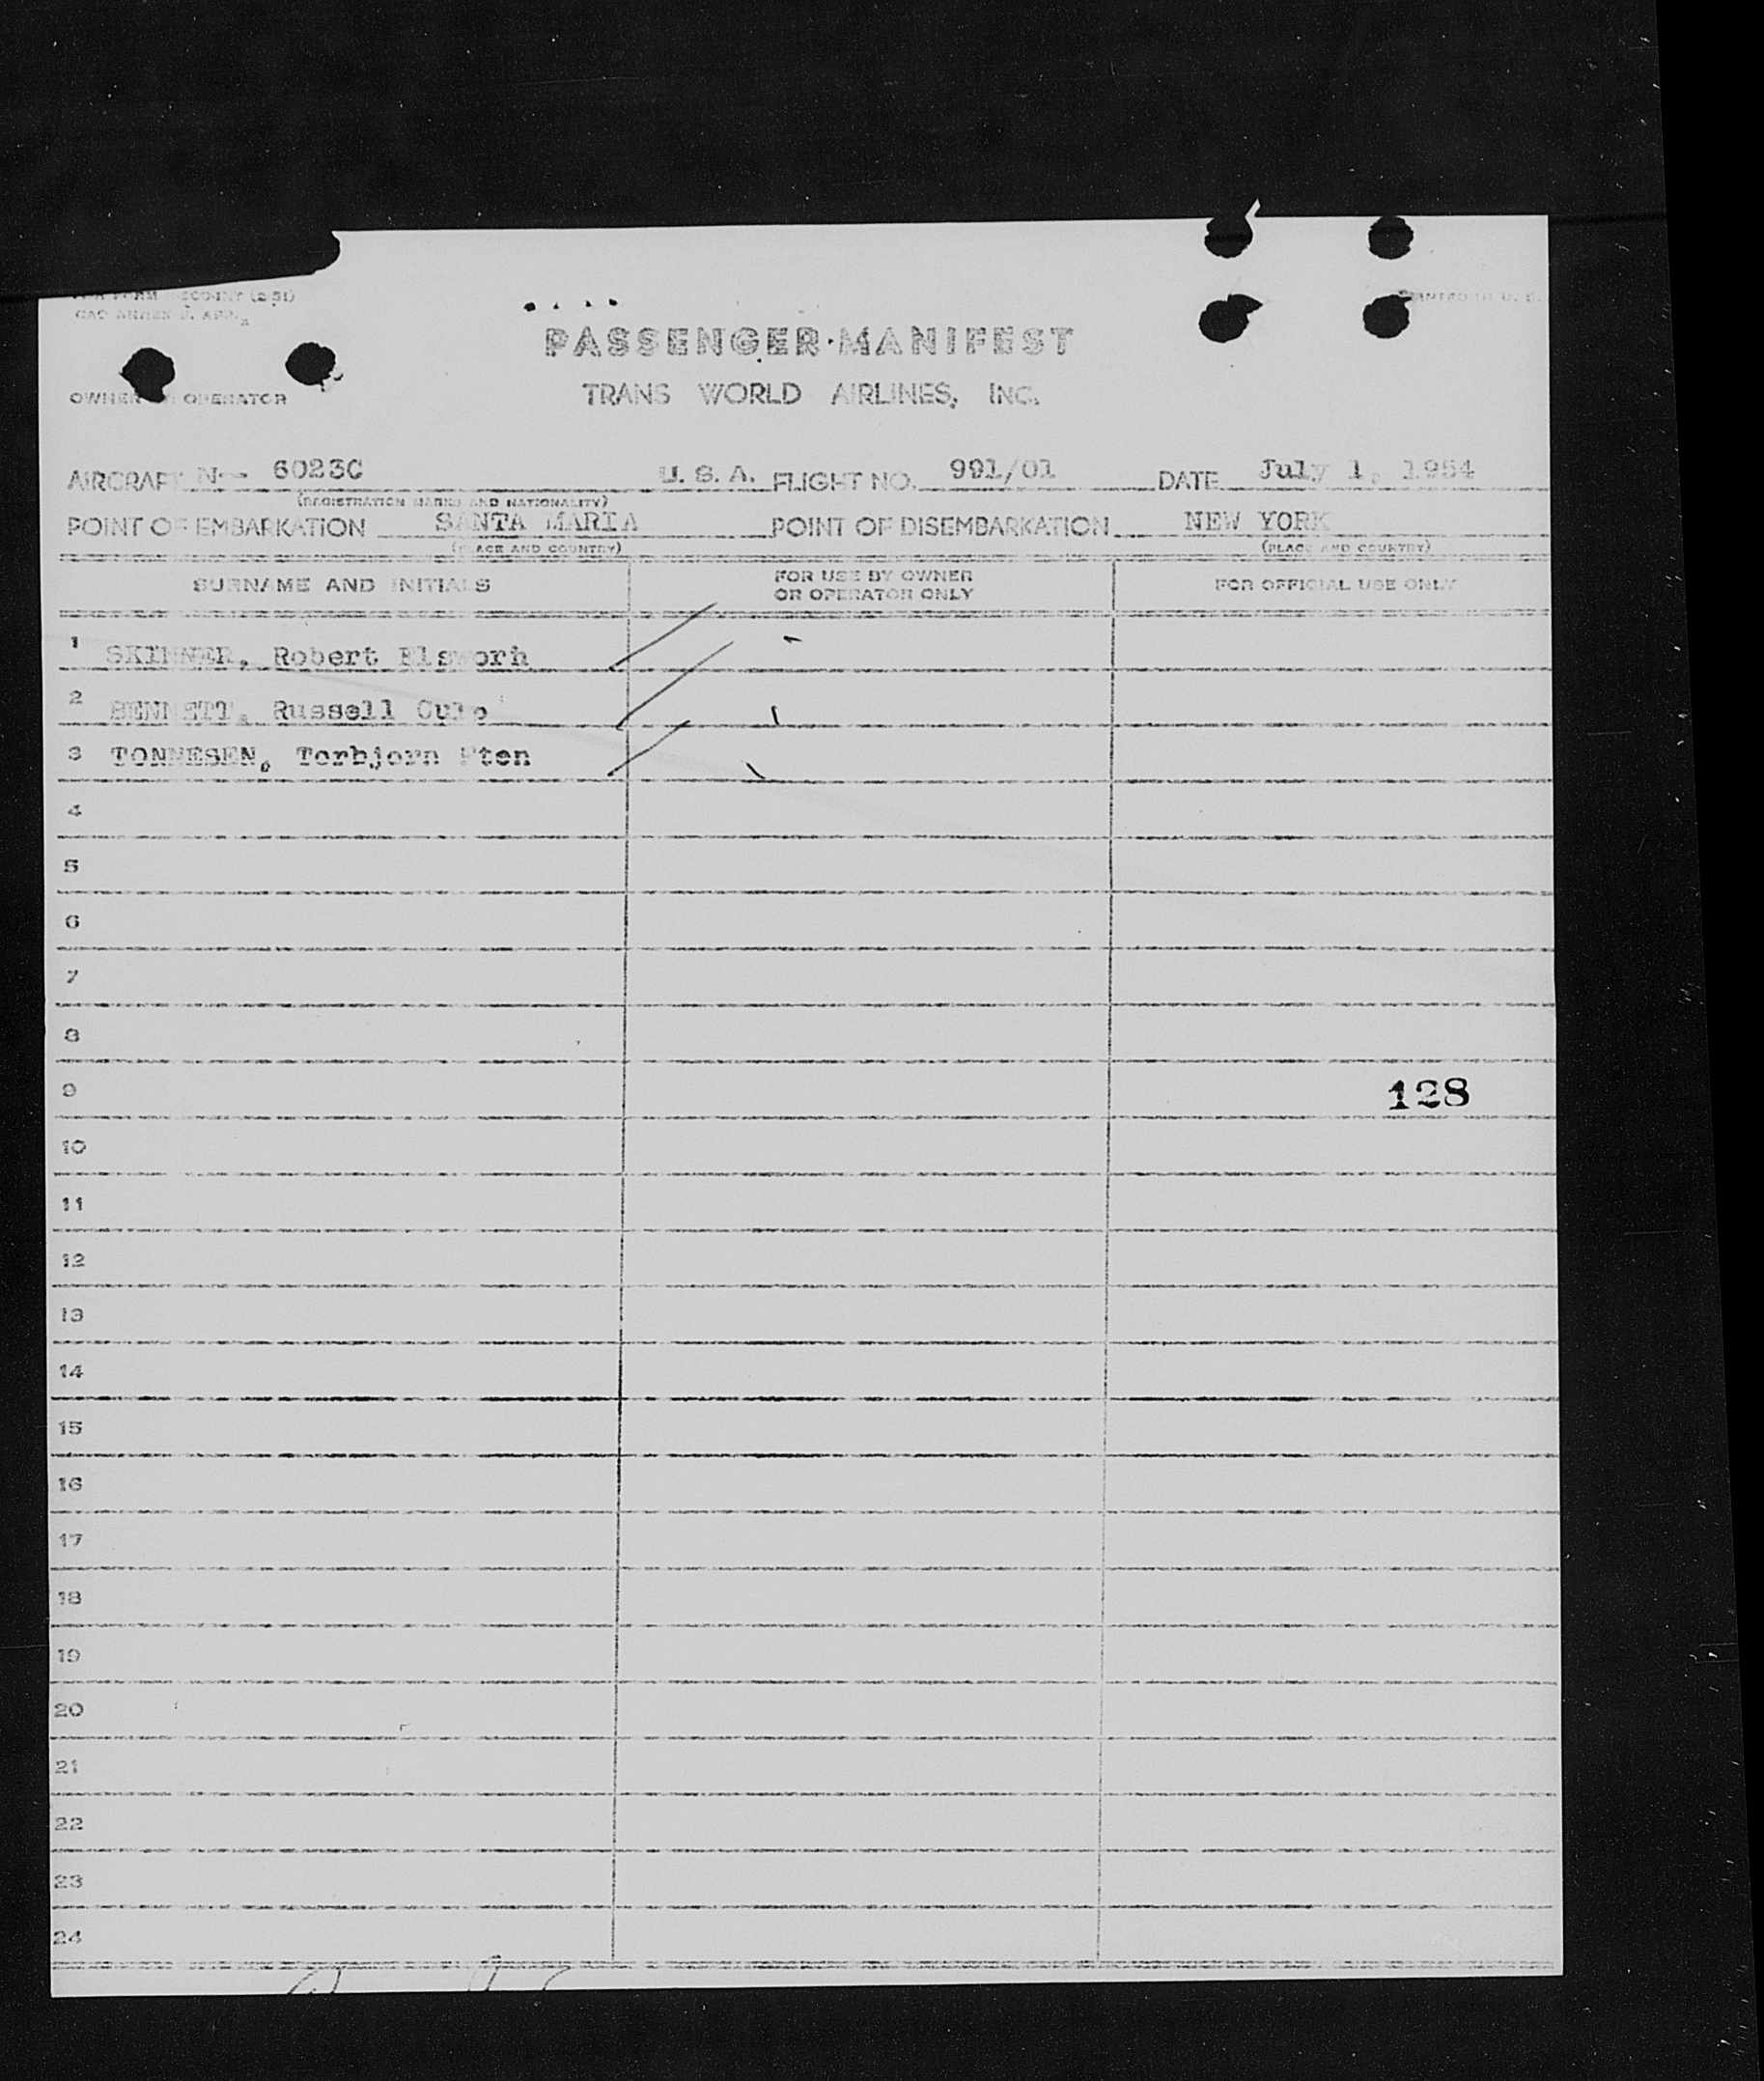 PRINTED IN U. S.
PASSENGER MANIFEST
OWNER OR OPERATOR TRANS WORLD AIRLINES, INC.
AIRCRAFT N-- 6023C U. S. A. FLIGHT NO. 991/01 DATE July 1, 1954
(REGISTRATION MARKS AND NATIONALITY)
POINT OF EMBARKATION SANTA MARIA POINT OF DISEMBARKATION NEW YORK
(PLACE AND COUNTRY) (PLACE AND COUNTRY)
SURNAME AND INITIALS FOR USE BY OWNER OR OPERATOR ONLY FOR OFFICIAL USE ONLY
1 SKINNER, Robert Elsworh
2 BENNETT, Russell
3 TONNESEN, Torbjorn
4
5
6
7
8
9 128
10
11
12
13
14
15
16
17
18
19
20
21
22
23
24